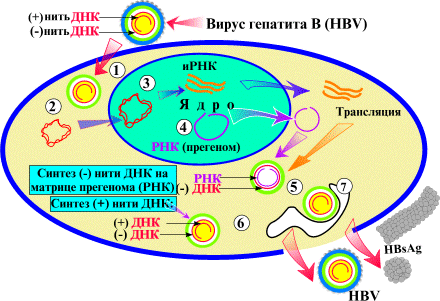 (+)нить ДНК
(-)нить ДНК
Вирус гепатита В (HBV)
1
2
3
иРНК
Я д р о
4
РНК (прегеном)
Трансляция
Синтез (-) нити ДНК на
матрице прегенома (РНК)
РНК
(-) ДНК
Синтез (+) нити ДНК:
5
7
(+) ДНК
(-) ДНК
6
HBsAg
HBV